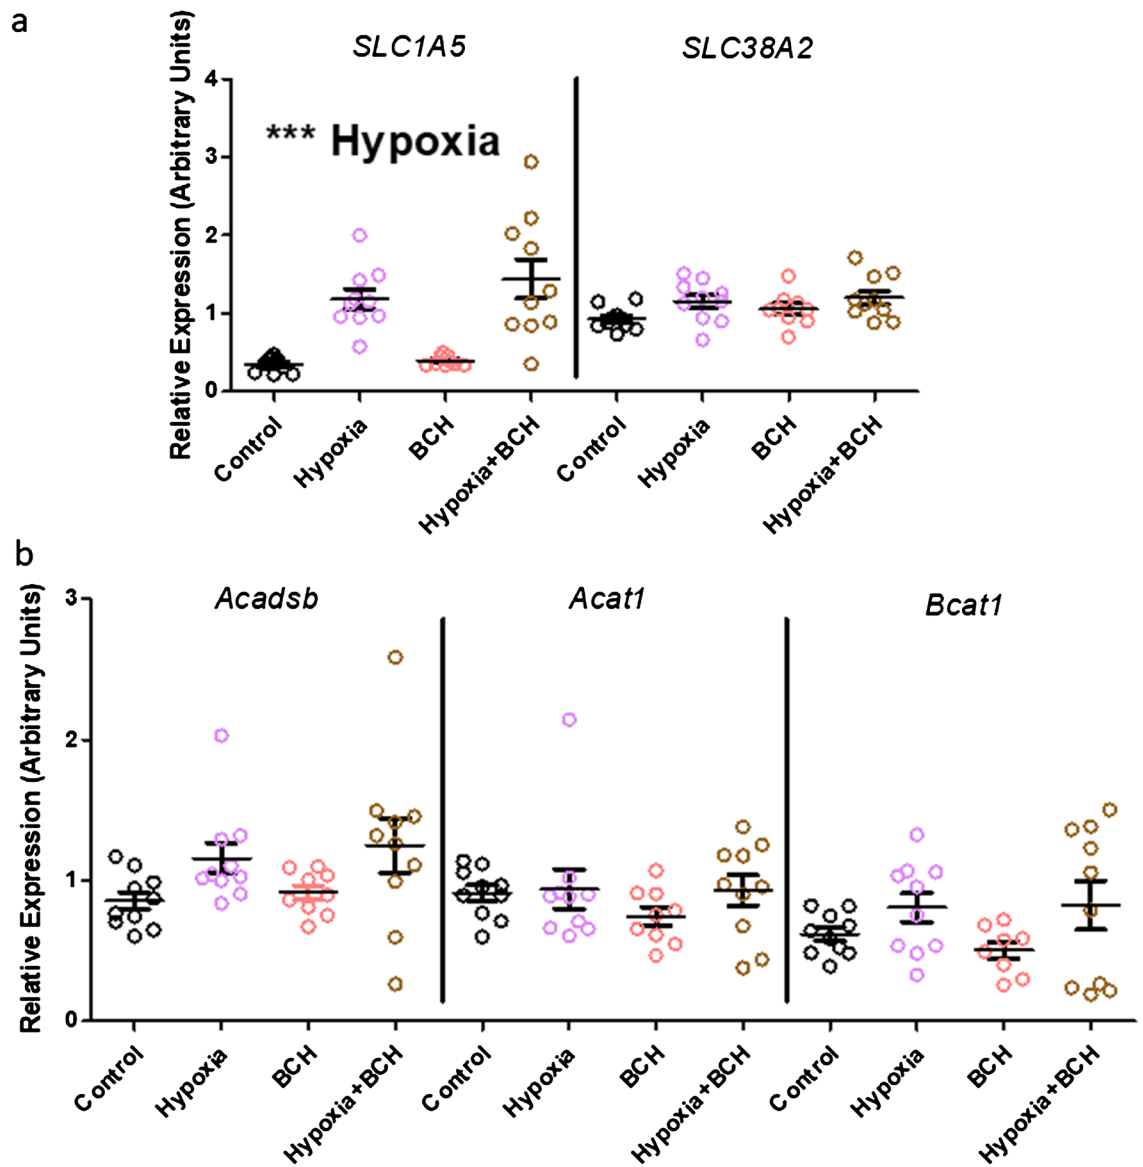 a
SLC1A5
SLC38A2
Relative Expression (Arbitrary Units)
4
3
2
1
0
*** Hypoxia
Control
Hypoxia
BCH
Hypoxia+BCH
Control
Hypoxia
BCH
Hypoxia+BCH
b
Acadsb
Acat1
Bcat1
Relative Expression (Arbitrary Units)
3
2
1
0
Control
Hypoxia
BCH
Hypoxia+BCH
Control
Hypoxia
BCH
Hypoxia+BCH
Control
Hypoxia
BCH
Hypoxia+BCH